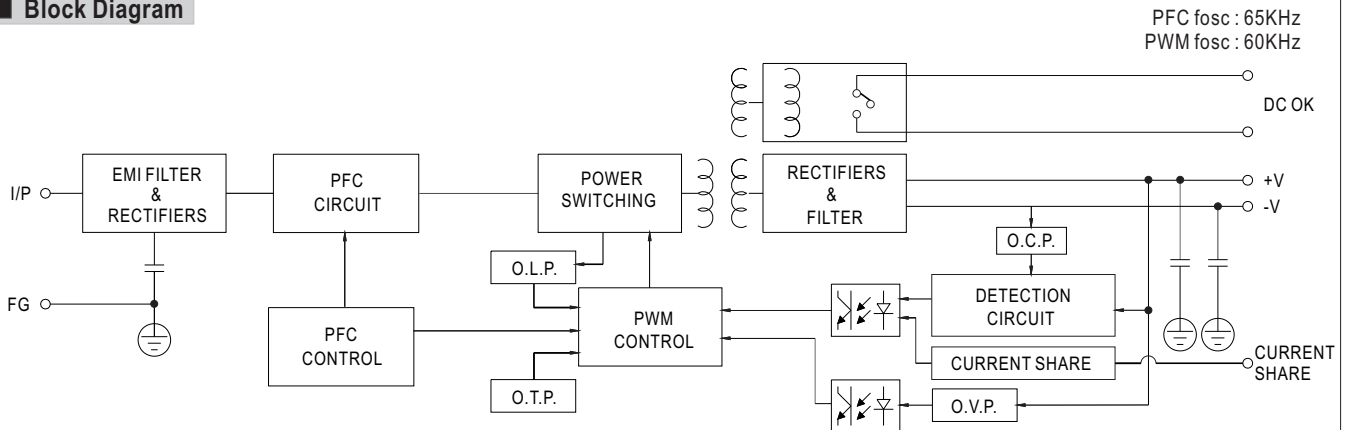 Block Diagram
PFC fosc : 65KHz
PWM fosc : 60KHz
DC OK
I/P
EMI FILTER
&
RECTIFIERS
PFC
CIRCUIT
POWER
SWITCHING
RECTIFIERS
&
FILTER
+V
-V
O.C.P.
O.L.P.
FG
PFC
CONTROL
PWM
CONTROL
DETECTION
CIRCUIT
CURRENT SHARE
CURRENT
SHARE
O.T.P.
O.V.P.